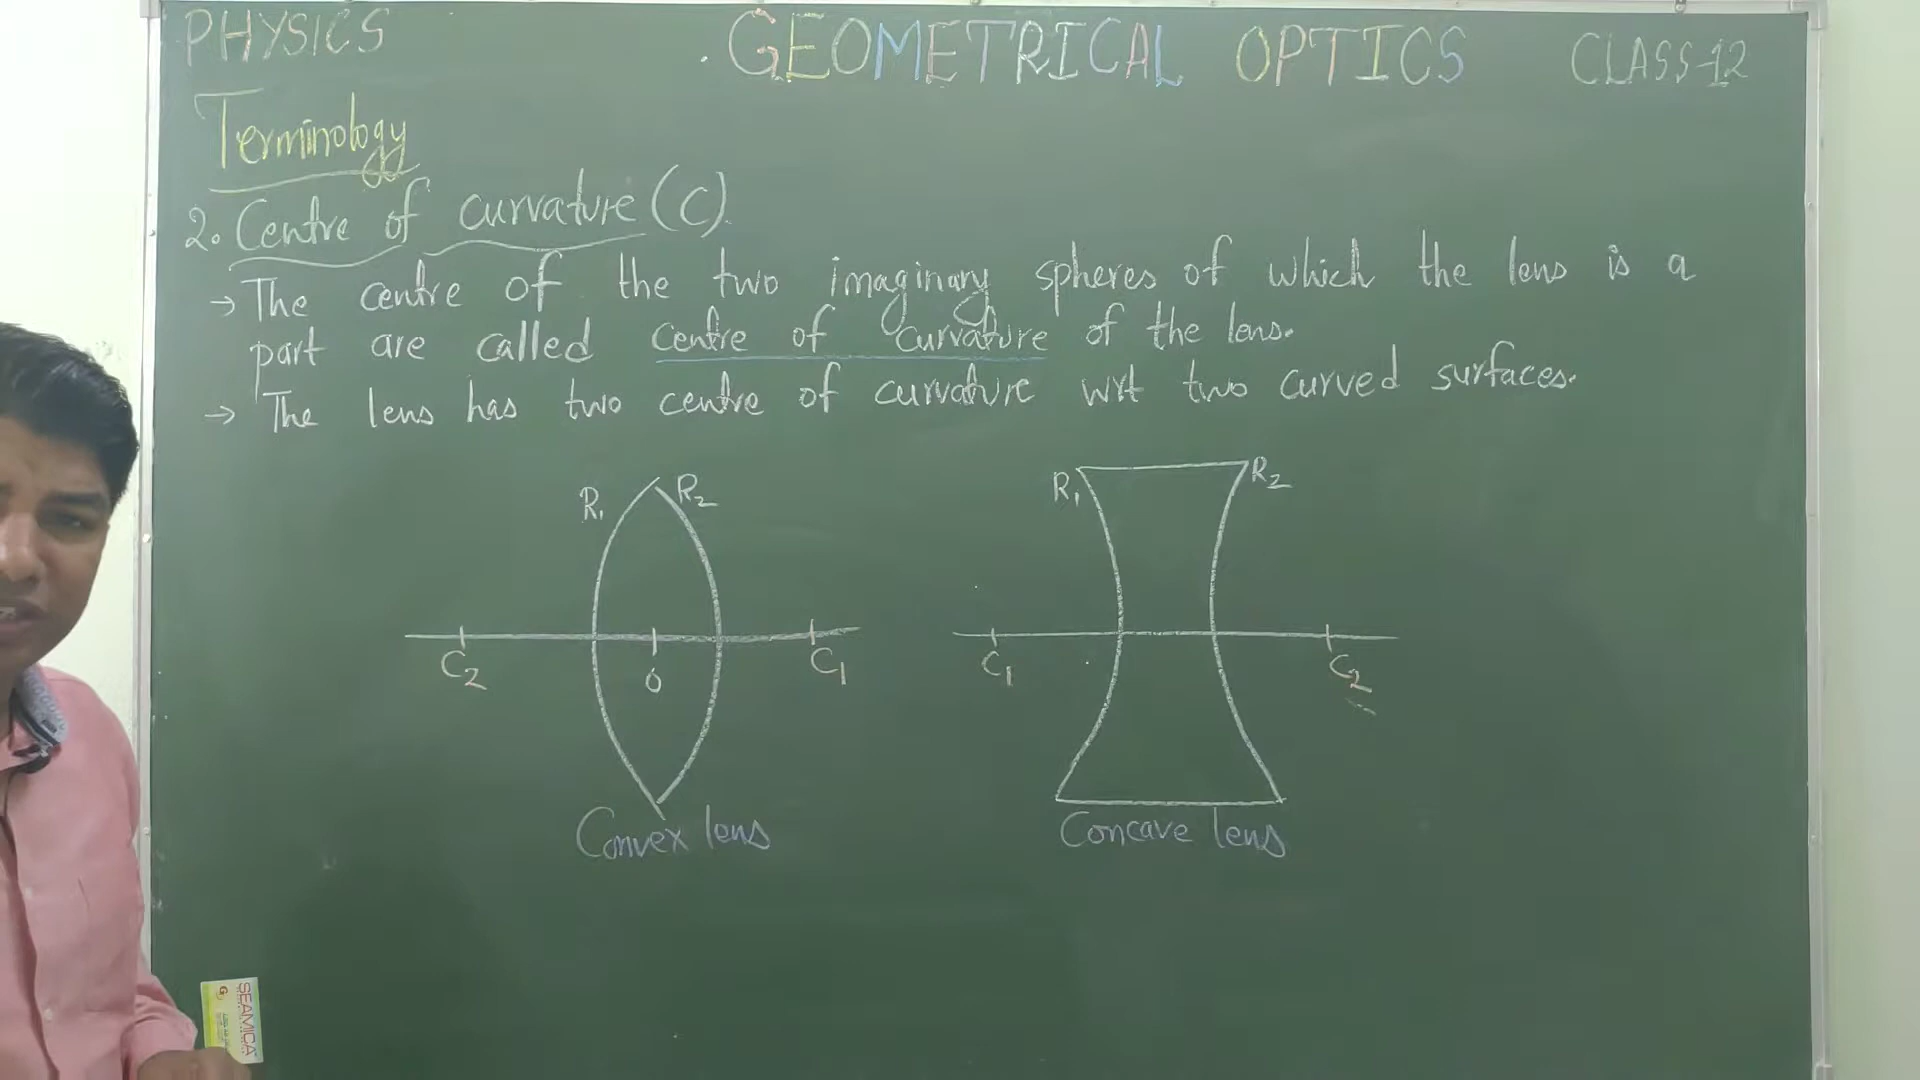 PHYSICS
GEOMETRICAL OPTICS
CLASS-12
Terminology
2. Centre of curvature (C)
→ The centre of the two imaginary spheres of which the lens is a
part are called centre of curvature of the lens.
→ The lens has two centre of curvature wrt two curved surfaces.
R1 R2
R1 R2
C2 O C1
C1 C2
Convex lens
Concave lens
SEAMICA